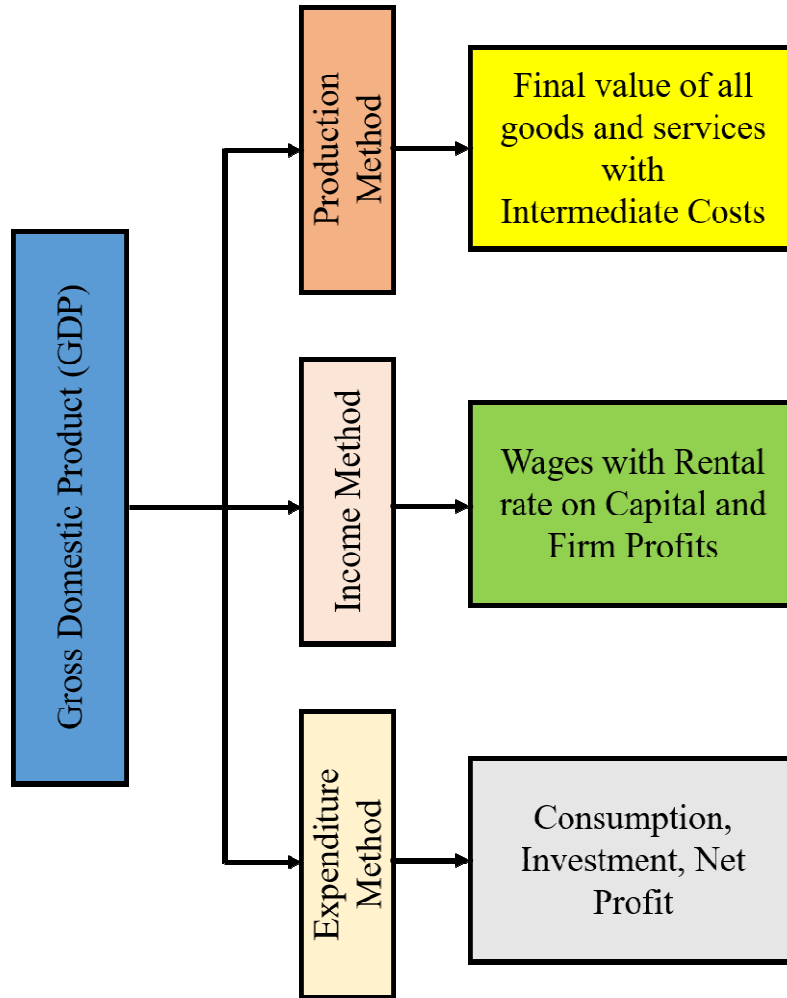 Gross Domestic Product (GDP)
Production
Method
Final value of all
goods and services
with
Intermediate Costs
Income Method
Wages with Rental
rate on Capital and
Firm Profits
Expenditure
Method
Consumption,
Investment, Net
Profit